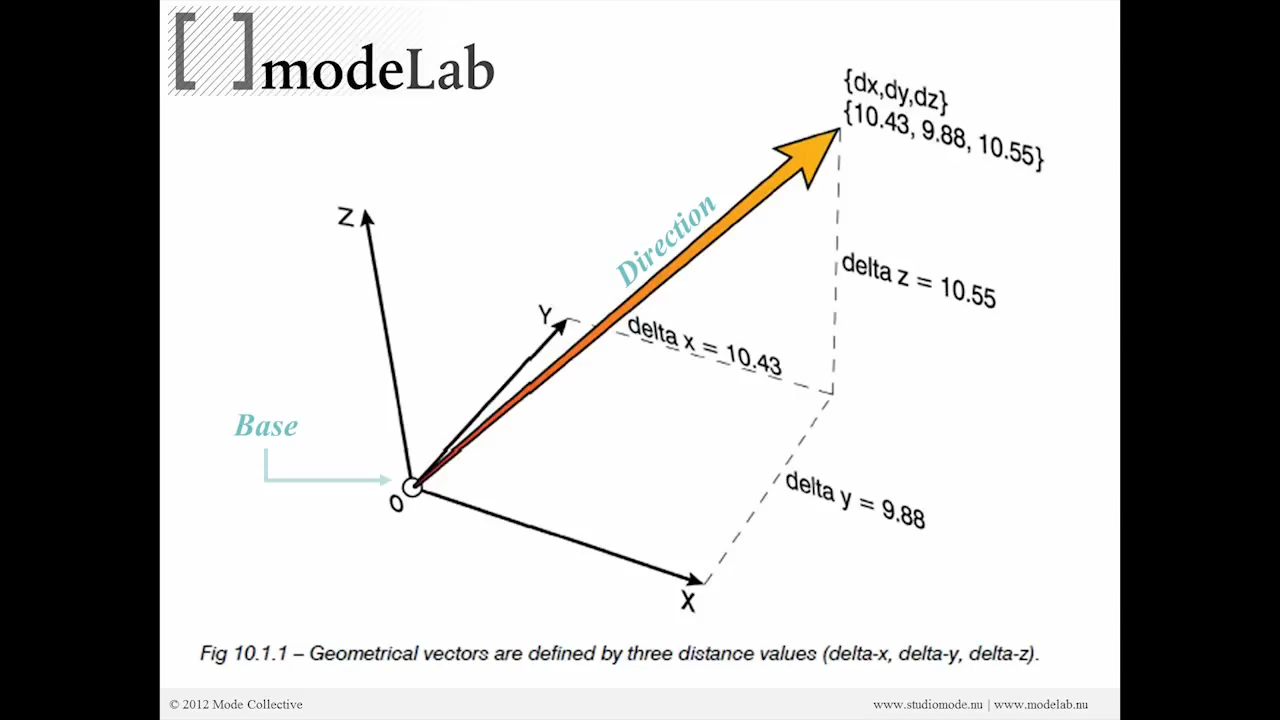 [ ] modeLab
{dx,dy,dz}
{10.43, 9.88, 10.55}
Z
Direction
delta z = 10.55
Y
delta x = 10.43
Base
delta y = 9.88
O
X
Fig 10.1.1 – Geometrical vectors are defined by three distance values (delta-x, delta-y, delta-z).
© 2012 Mode Collective
www.studiomode.nu | www.modelab.nu